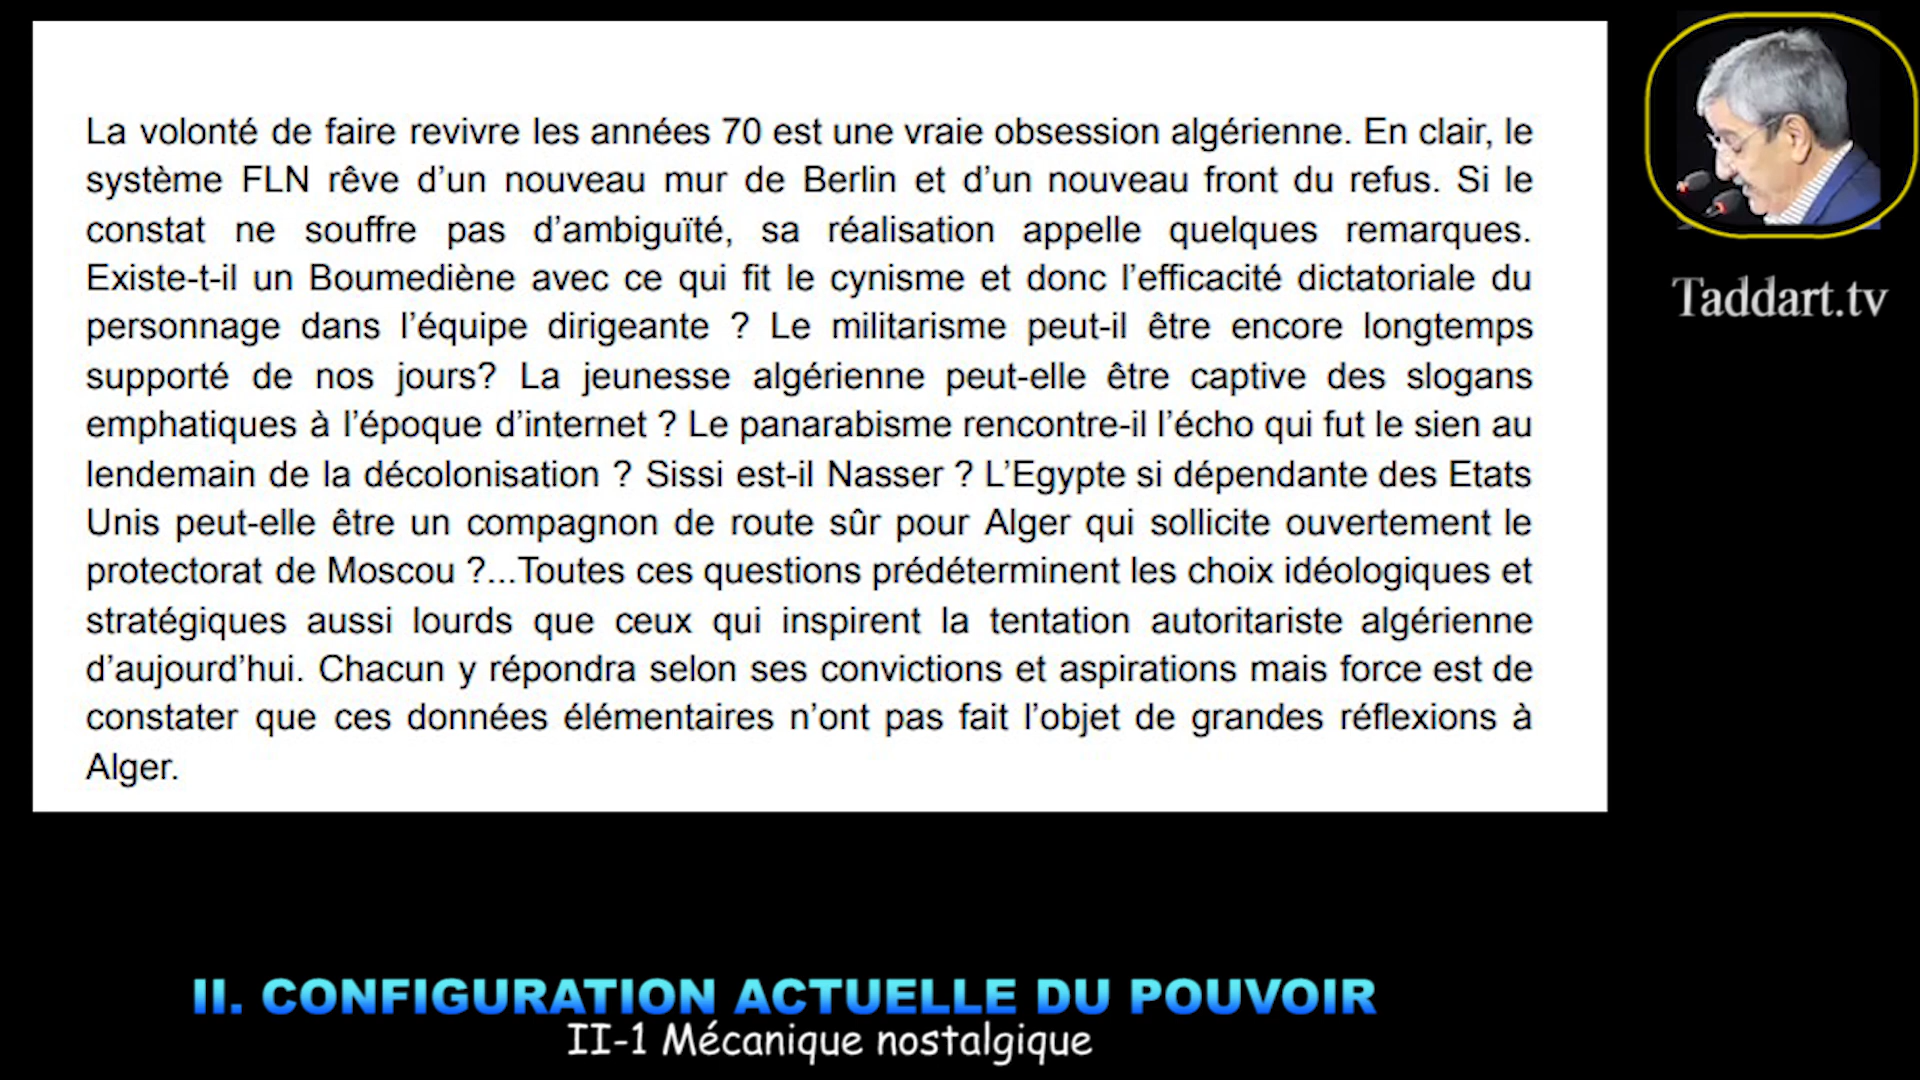 La volonté de faire revivre les années 70 est une vraie obsession algérienne. En clair, le
système FLN rêve d’un nouveau mur de Berlin et d’un nouveau front du refus. Si le
constat ne souffre pas d’ambiguïté, sa réalisation appelle quelques remarques.
Existe-t-il un Boumediène avec ce qui fit le cynisme et donc l’efficacité dictatoriale du
personnage dans l’équipe dirigeante ? Le militarisme peut-il être encore longtemps
supporté de nos jours? La jeunesse algérienne peut-elle être captive des slogans
emphatiques à l’époque d’internet ? Le panarabisme rencontre-il l’écho qui fut le sien au
lendemain de la décolonisation ? Sissi est-il Nasser ? L’Egypte si dépendante des Etats
Unis peut-elle être un compagnon de route sûr pour Alger qui sollicite ouvertement le
protectorat de Moscou ?...Toutes ces questions prédéterminent les choix idéologiques et
stratégiques aussi lourds que ceux qui inspirent la tentation autoritariste algérienne
d’aujourd’hui. Chacun y répondra selon ses convictions et aspirations mais force est de
constater que ces données élémentaires n’ont pas fait l’objet de grandes réflexions à
Alger.
Taddart.tv
II. CONFIGURATION ACTUELLE DU POUVOIR
II-1 Mécanique nostalgique